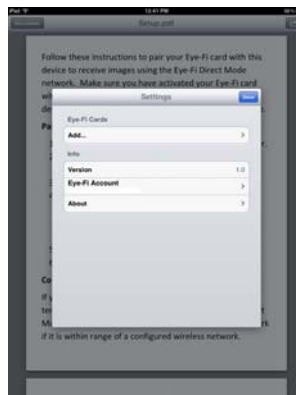 iPad 12:41 PM
Setup.pdf
Follow these instructions to pair your Eye-Fi card with this
device to receive images using the Eye-Fi Direct Mode
network. Make sure you have activated your Eye-Fi card
Settings
Eye-Fi Cards
Add...
Info
Version 1.0
Eye-Fi Account
About
if it is within range of a configured wireless network.